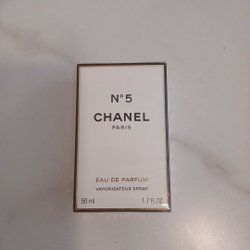 N°5
CHANEL
PARIS
EAU DE PARFUM
VAPORISATEUR SPRAY
50 ml 1.7 FL. OZ.